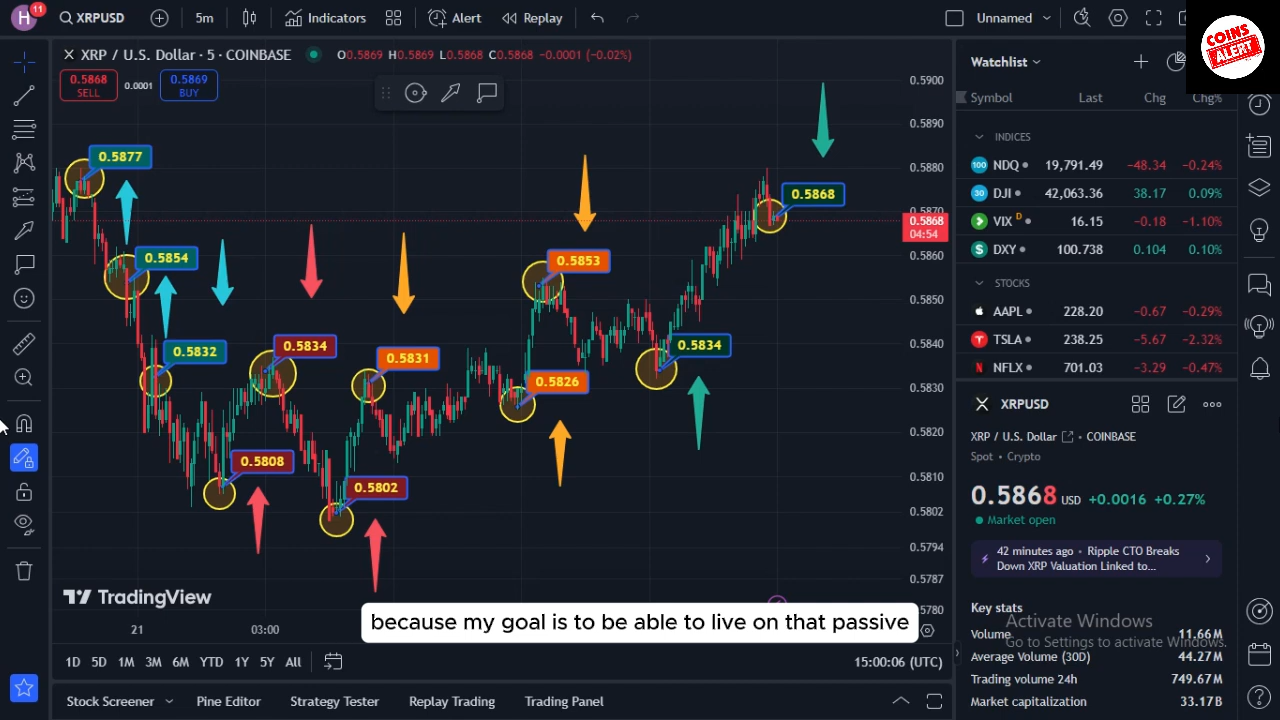 H 11 XRPUSD 5m Indicators Alert Replay Unnamed
COINS
ALERT
XRP / U.S. Dollar · 5 · COINBASE O0.5869 H0.5869 L0.5868 C0.5868 -0.0001 (-0.02%)
0.5868
SELL
0.0001
0.5869
BUY
0.5877
0.5854
0.5832
0.5808
0.5834
0.5802
0.5831
0.5853
0.5826
0.5834
0.5868
0.5900
0.5890
0.5880
0.5870
0.5868
04:54
0.5860
0.5850
0.5840
0.5830
0.5820
0.5810
0.5802
0.5794
0.5787
0.5780
TradingView
21 03:00
because my goal is to be able to live on that passive
1D 5D 1M 3M 6M YTD 1Y 5Y All 15:00:06 (UTC)
Stock Screener Pine Editor Strategy Tester Replay Trading Trading Panel
Watchlist
Symbol Last Chg Chg%
INDICES
100 NDQ 19,791.49 −48.34 −0.24%
30 DJI 42,063.36 38.17 0.09%
VIX D 16.15 −0.18 −1.10%
$ DXY 100.738 0.104 0.10%
STOCKS
AAPL 228.20 −0.67 −0.29%
TSLA 238.25 −5.67 −2.32%
NFLX 701.03 −3.29 −0.47%
XRPUSD
XRP / U.S. Dollar • COINBASE
Spot • Crypto
0.5868 USD +0.0016 +0.27%
Market open
42 minutes ago • Ripple CTO Breaks
Down XRP Valuation Linked to...
Key stats
Activate Windows
Go to Settings to activate Windows.
Volume 11.66M
Average Volume (30D) 44.27M
Trading volume 24h 749.67M
Market capitalization 33.17B